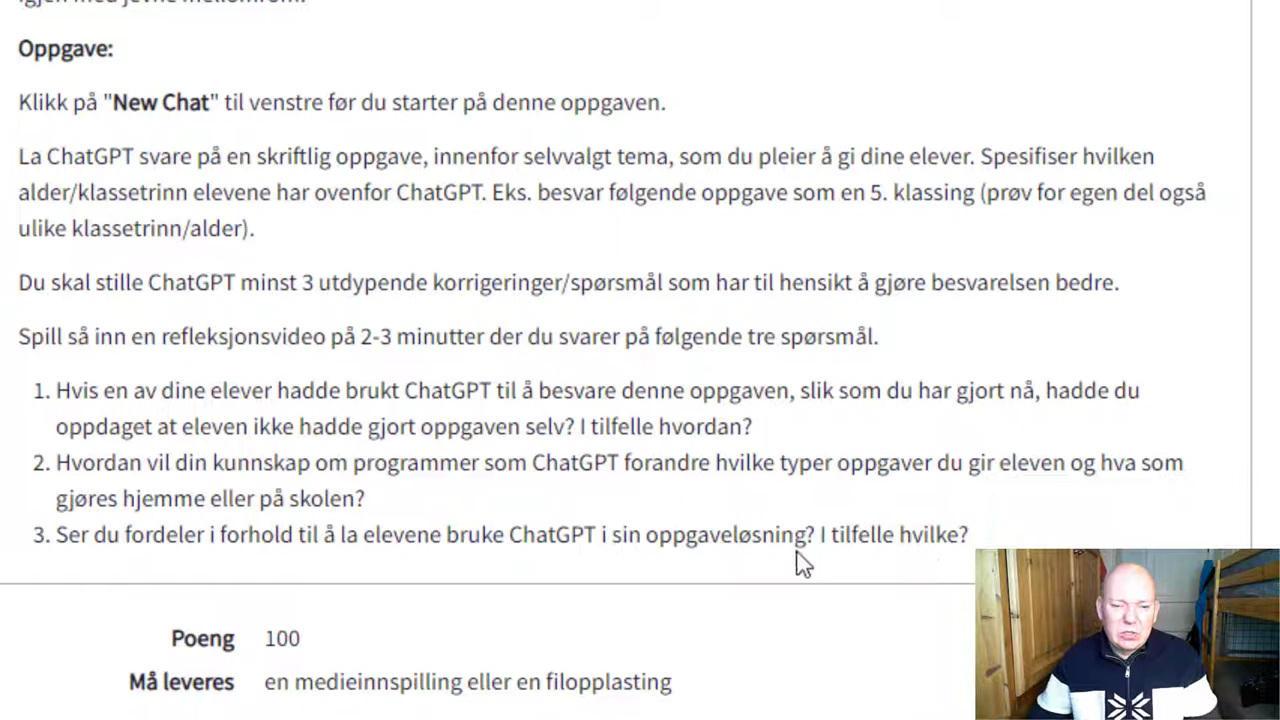 igjen med jevne mellomrom.
Oppgave:
Klikk på "New Chat" til venstre før du starter på denne oppgaven.
La ChatGPT svare på en skriftlig oppgave, innenfor selvvalgt tema, som du pleier å gi dine elever. Spesifiser hvilken
alder/klassetrinn elevene har ovenfor ChatGPT. Eks. besvar følgende oppgave som en 5. klassing (prøv for egen del også
ulike klassetrinn/alder).
Du skal stille ChatGPT minst 3 utdypende korrigeringer/spørsmål som har til hensikt å gjøre besvarelsen bedre.
Spill så inn en refleksjonsvideo på 2-3 minutter der du svarer på følgende tre spørsmål.
1. Hvis en av dine elever hadde brukt ChatGPT til å besvare denne oppgaven, slik som du har gjort nå, hadde du
oppdaget at eleven ikke hadde gjort oppgaven selv? I tilfelle hvordan?
2. Hvordan vil din kunnskap om programmer som ChatGPT forandre hvilke typer oppgaver du gir eleven og hva som
gjøres hjemme eller på skolen?
3. Ser du fordeler i forhold til å la elevene bruke ChatGPT i sin oppgaveløsning? I tilfelle hvilke?
Poeng 100
Må leveres en medieinnspilling eller en filopplasting